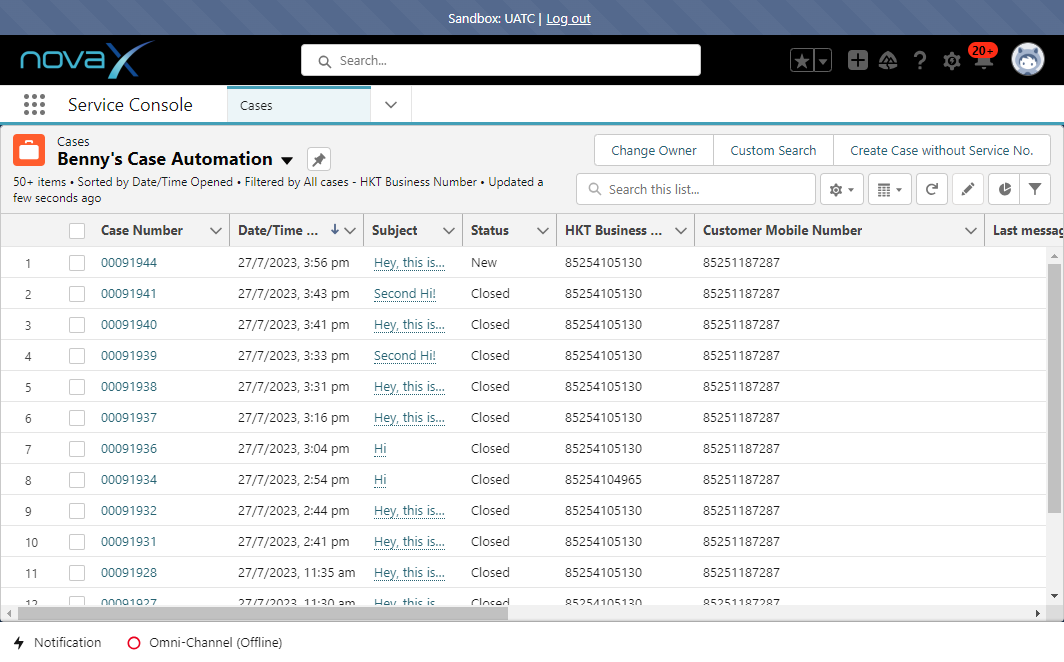 Sandbox: UATC | Log out
novaX
Search...
20+
Service Console
Cases
Cases
Benny's Case Automation
50+ items • Sorted by Date/Time Opened • Filtered by All cases - HKT Business Number • Updated a
few seconds ago
Change Owner Custom Search Create Case without Service No.
Search this list...
Case Number Date/Time ... Subject Status HKT Business ... Customer Mobile Number Last messag
1 00091944 27/7/2023, 3:56 pm Hey, this is... New 85254105130 85251187287
2 00091941 27/7/2023, 3:43 pm Second Hi! Closed 85254105130 85251187287
3 00091940 27/7/2023, 3:41 pm Hey, this is... Closed 85254105130 85251187287
4 00091939 27/7/2023, 3:33 pm Second Hi! Closed 85254105130 85251187287
5 00091938 27/7/2023, 3:31 pm Hey, this is... Closed 85254105130 85251187287
6 00091937 27/7/2023, 3:16 pm Hey, this is... Closed 85254105130 85251187287
7 00091936 27/7/2023, 3:04 pm Hi Closed 85254105130 85251187287
8 00091934 27/7/2023, 2:54 pm Hi Closed 85254104965 85251187287
9 00091932 27/7/2023, 2:44 pm Hey, this is... Closed 85254105130 85251187287
10 00091931 27/7/2023, 2:41 pm Hey, this is... Closed 85254105130 85251187287
11 00091928 27/7/2023, 11:35 am Hey, this is... Closed 85254105130 85251187287
12 00091927 27/7/2023, 11:30 am Hey, this is Closed 85254105130 85251187287
Notification Omni-Channel (Offline)